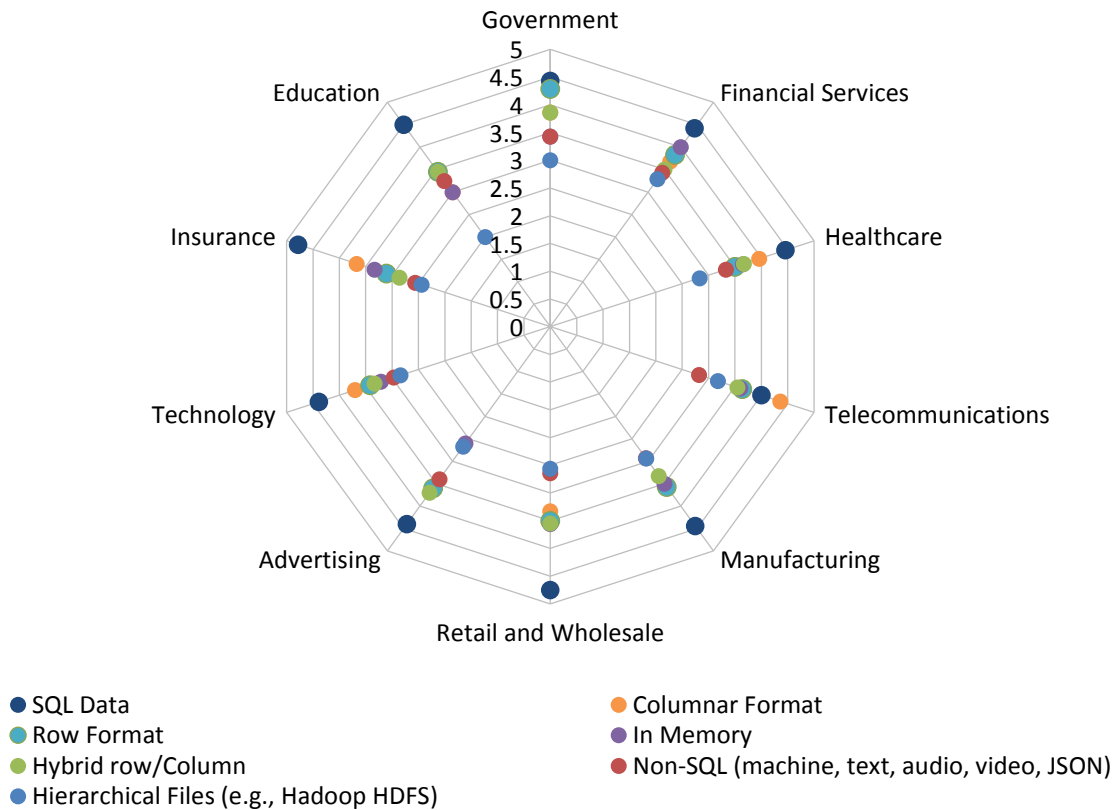 Government
5
4.5
4
3.5
3
2.5
2
1.5
1
0.5
0
Education
Financial Services
Insurance
Healthcare
Technology
Telecommunications
Advertising
Manufacturing
Retail and Wholesale
SQL Data
Columnar Format
Row Format
In Memory
Hybrid row/Column
Non-SQL (machine, text, audio, video, JSON)
Hierarchical Files (e.g., Hadoop HDFS)